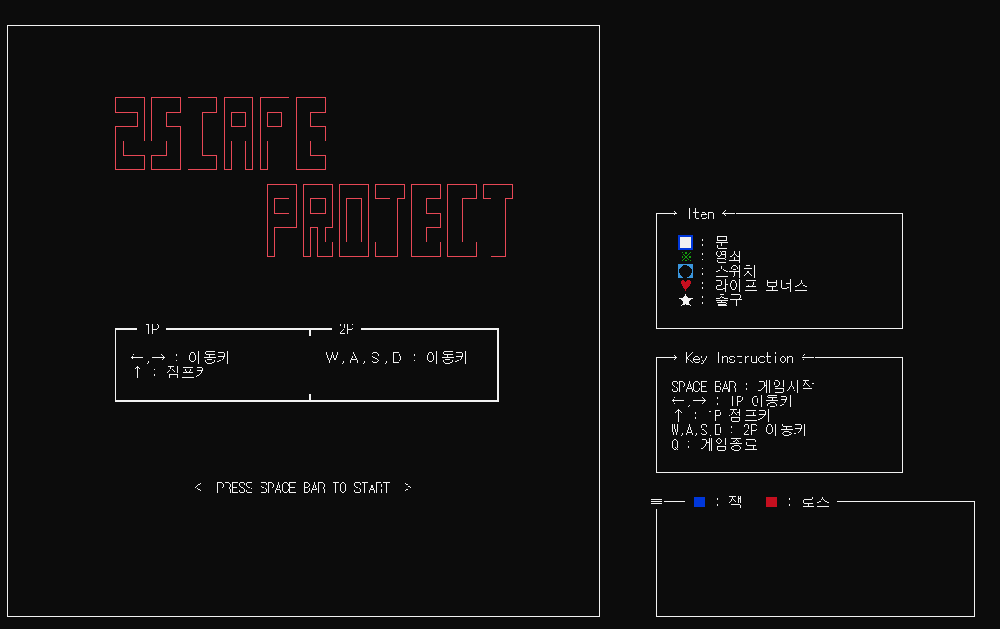 2SCAPE
PROJECT
1P
←,→ : 이동키
↑ : 점프키
2P
W,A,S,D : 이동키
< PRESS SPACE BAR TO START >
Item
□ : 문
※ : 열쇠
○ : 스위치
♥ : 라이프 보너스
★ : 출구
Key Instruction
SPACE BAR : 게임시작
←,→ : 1P 이동키
↑ : 1P 점프키
W,A,S,D : 2P 이동키
Q : 게임종료
■ : 잭 ■ : 로즈